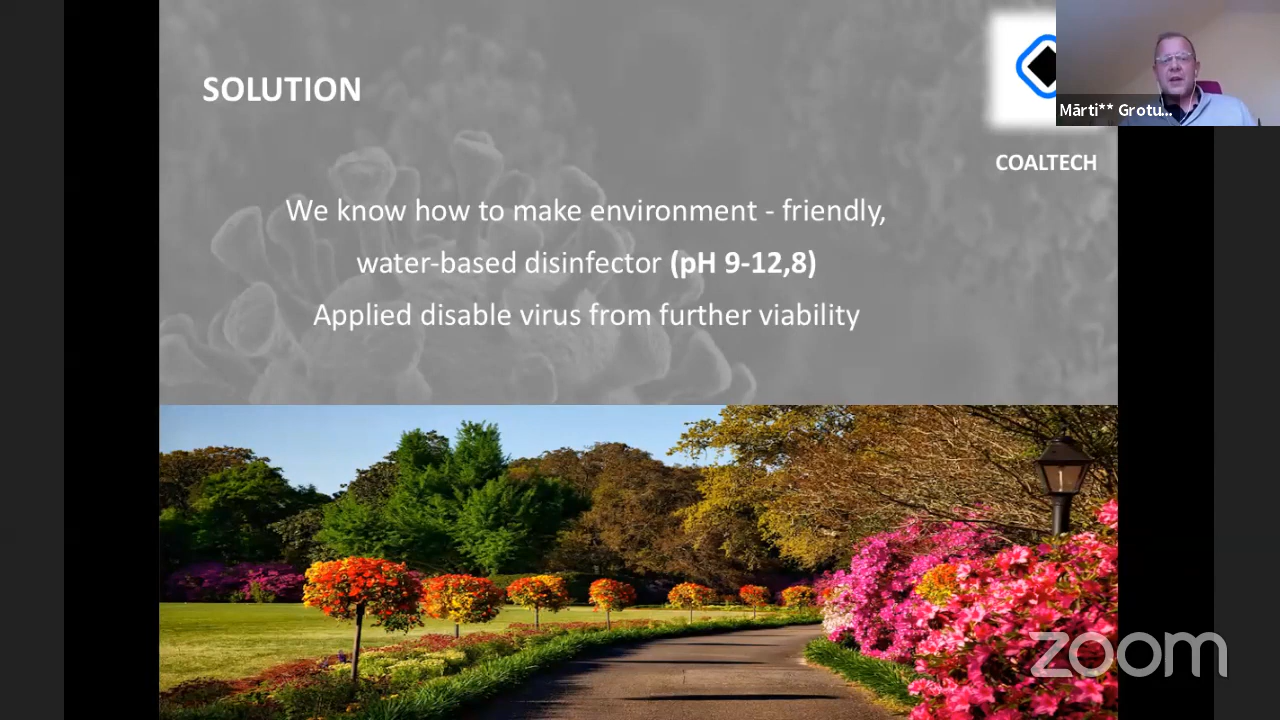 SOLUTION
Mārti** Grotu...
COALTECH
We know how to make environment - friendly,
water-based disinfector (pH 9-12,8)
Applied disable virus from further viability
zoom